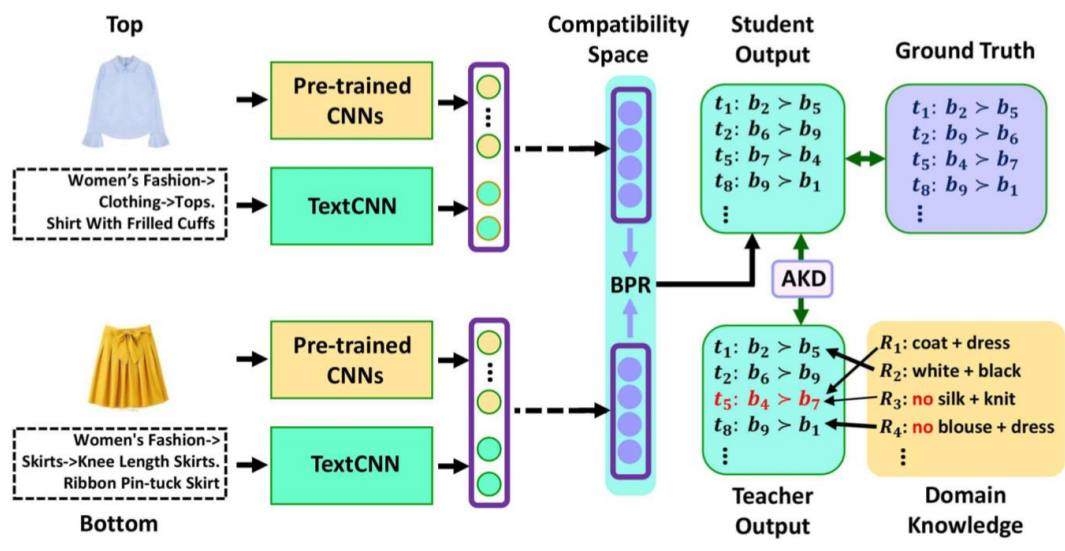 Top
Pre-trained
CNNs
Women's Fashion->
Clothing->Tops.
Shirt With Frilled Cuffs
TextCNN
Pre-trained
CNNs
Women's Fashion->
Skirts->Knee Length Skirts.
Ribbon Pin-tuck Skirt
TextCNN
Bottom
Compatibility
Space
BPR
Student
Output
t₁: b₂ ≻ b₅
t₂: b₆ ≻ b₉
t₅: b₇ ≻ b₄
t₈: b₉ ≻ b₁
⋮
Ground Truth
t₁: b₂ ≻ b₅
t₂: b₉ ≻ b₆
t₅: b₄ ≻ b₇
t₈: b₉ ≻ b₁
⋮
AKD
t₁: b₂ ≻ b₅
t₂: b₆ ≻ b₉
t₅: b₄ ≻ b₇
t₈: b₉ ≻ b₁
⋮
Teacher
Output
R₁: coat + dress
R₂: white + black
R₃: no silk + knit
R₄: no blouse + dress
⋮
Domain
Knowledge